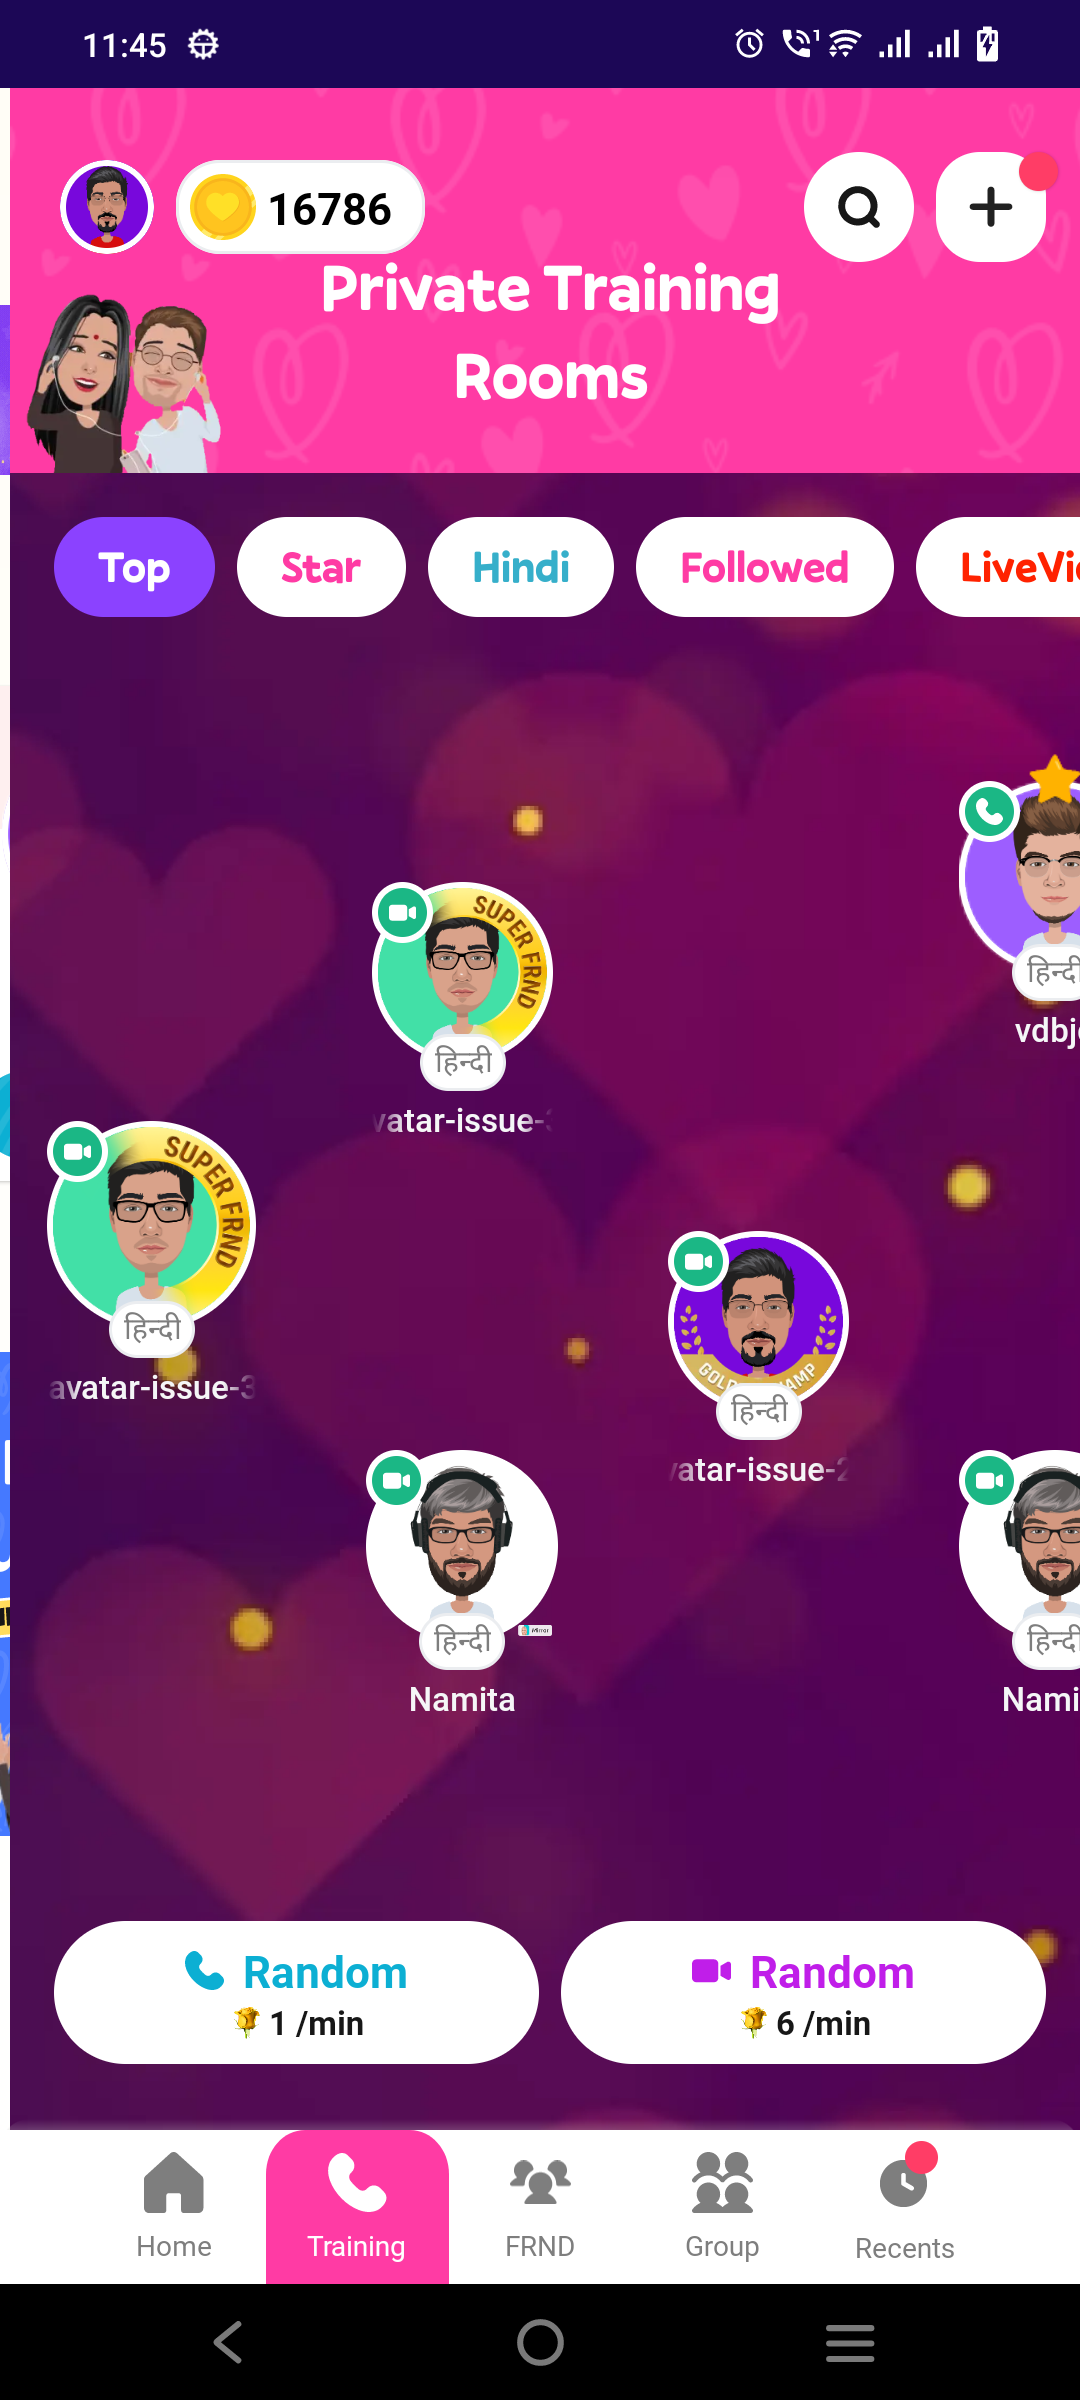 11:45
16786
Private Training
Rooms
Top Star Hindi Followed LiveVi
SUPER FRND
हिन्दी
vdbj
हिन्दी
vatar-issue-
SUPER FRND
हिन्दी
avatar-issue-3
GOLD AMP
हिन्दी
vatar-issue-2
हिन्दी
Mirror
Namita
हिन्दी
Nami
Random
1 /min
Random
6 /min
Home Training FRND Group Recents